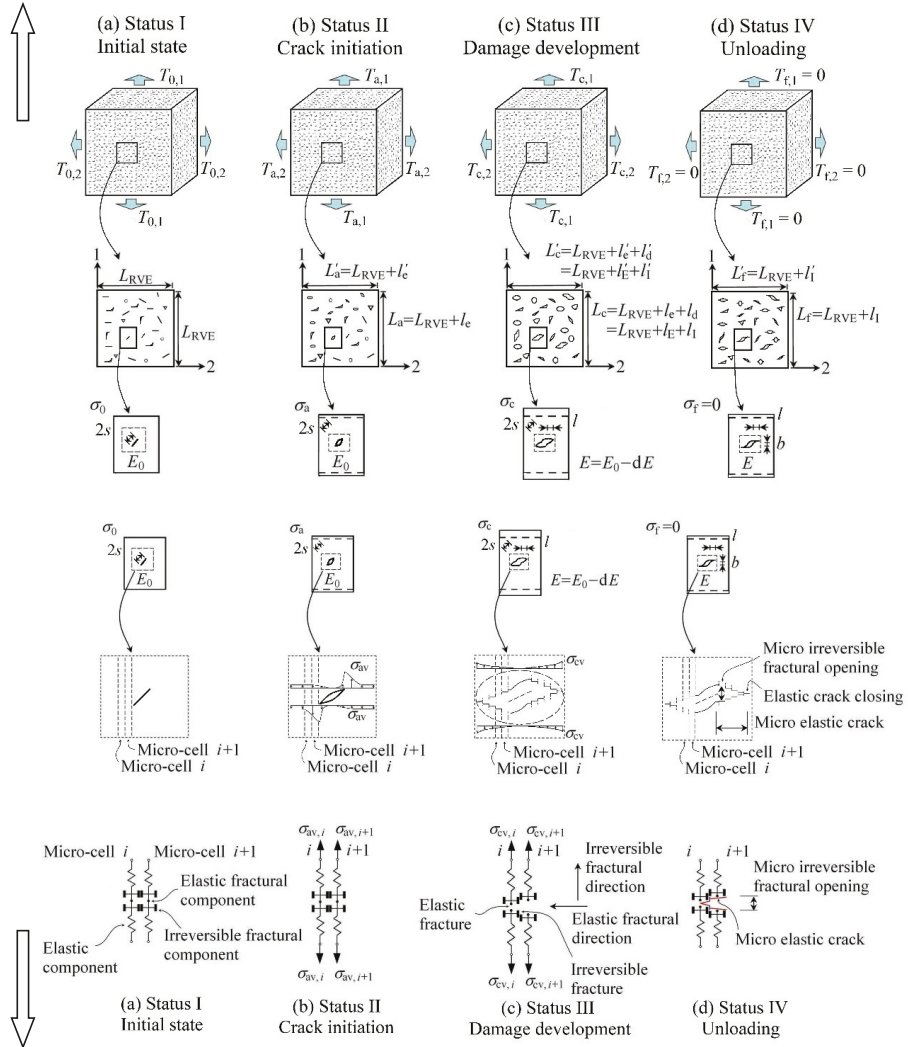 (a) Status I
Initial state
(b) Status II
Crack initiation
(c) Status III
Damage development
(d) Status IV
Unloading
T0,1
T0,2
T0,2
T0,1
Ta,1
Ta,2
Ta,2
Ta,1
Tc,1
Tc,2
Tc,2
Tc,1
Tf,1 = 0
Tf,2 = 0
Tf,2 = 0
Tf,1 = 0
1
LRVE
LRVE
2
L′a=LRVE+l′e
La=LRVE+le
L′c=LRVE+l′e+l′d
=LRVE+l′E+l′I
Lc=LRVE+le+ld
=LRVE+lE+lI
1
L′f=LRVE+l′I
Lf=LRVE+lI
2
σ0
2s
E0
σa
2s
E0
σc
2s
l
E=E0−dE
σf=0
l
b
E
σ0
2s
E0
σa
2s
E0
σc
2s
l
E=E0−dE
σf=0
l
b
E
Micro-cell i+1
Micro-cell i
σav
σav
Micro-cell i+1
Micro-cell i
σcv
σcv
Micro-cell i+1
Micro-cell i
Micro irreversible
fractural opening
Elastic crack closing
Micro elastic crack
Micro-cell i+1
Micro-cell i
Micro-cell i
Micro-cell i+1
Elastic fractural
component
Elastic
component
Irreversible fractural
component
σav, i
σav, i+1
i
i+1
σav, i
σav, i+1
σcv, i
σcv, i+1
i
i+1
Irreversible
fractural
direction
Elastic
fracture
Elastic fractural
direction
Irreversible
fracture
σcv, i
σcv, i+1
i
i+1
Micro irreversible
fractural opening
Micro elastic crack
(a) Status I
Initial state
(b) Status II
Crack initiation
(c) Status III
Damage development
(d) Status IV
Unloading